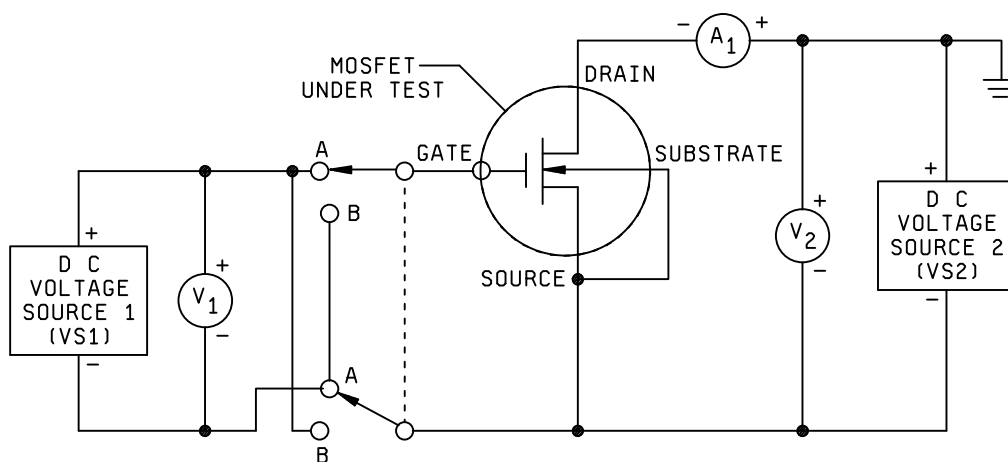 - A1 +
MOSFET
UNDER TEST
DRAIN
A
GATE
SUBSTRATE
+
D C
VOLTAGE
SOURCE 2
(VS2)
-
B
+
V2
-
+
D C
VOLTAGE
SOURCE 1
(VS1)
-
+
V1
-
SOURCE
A
B